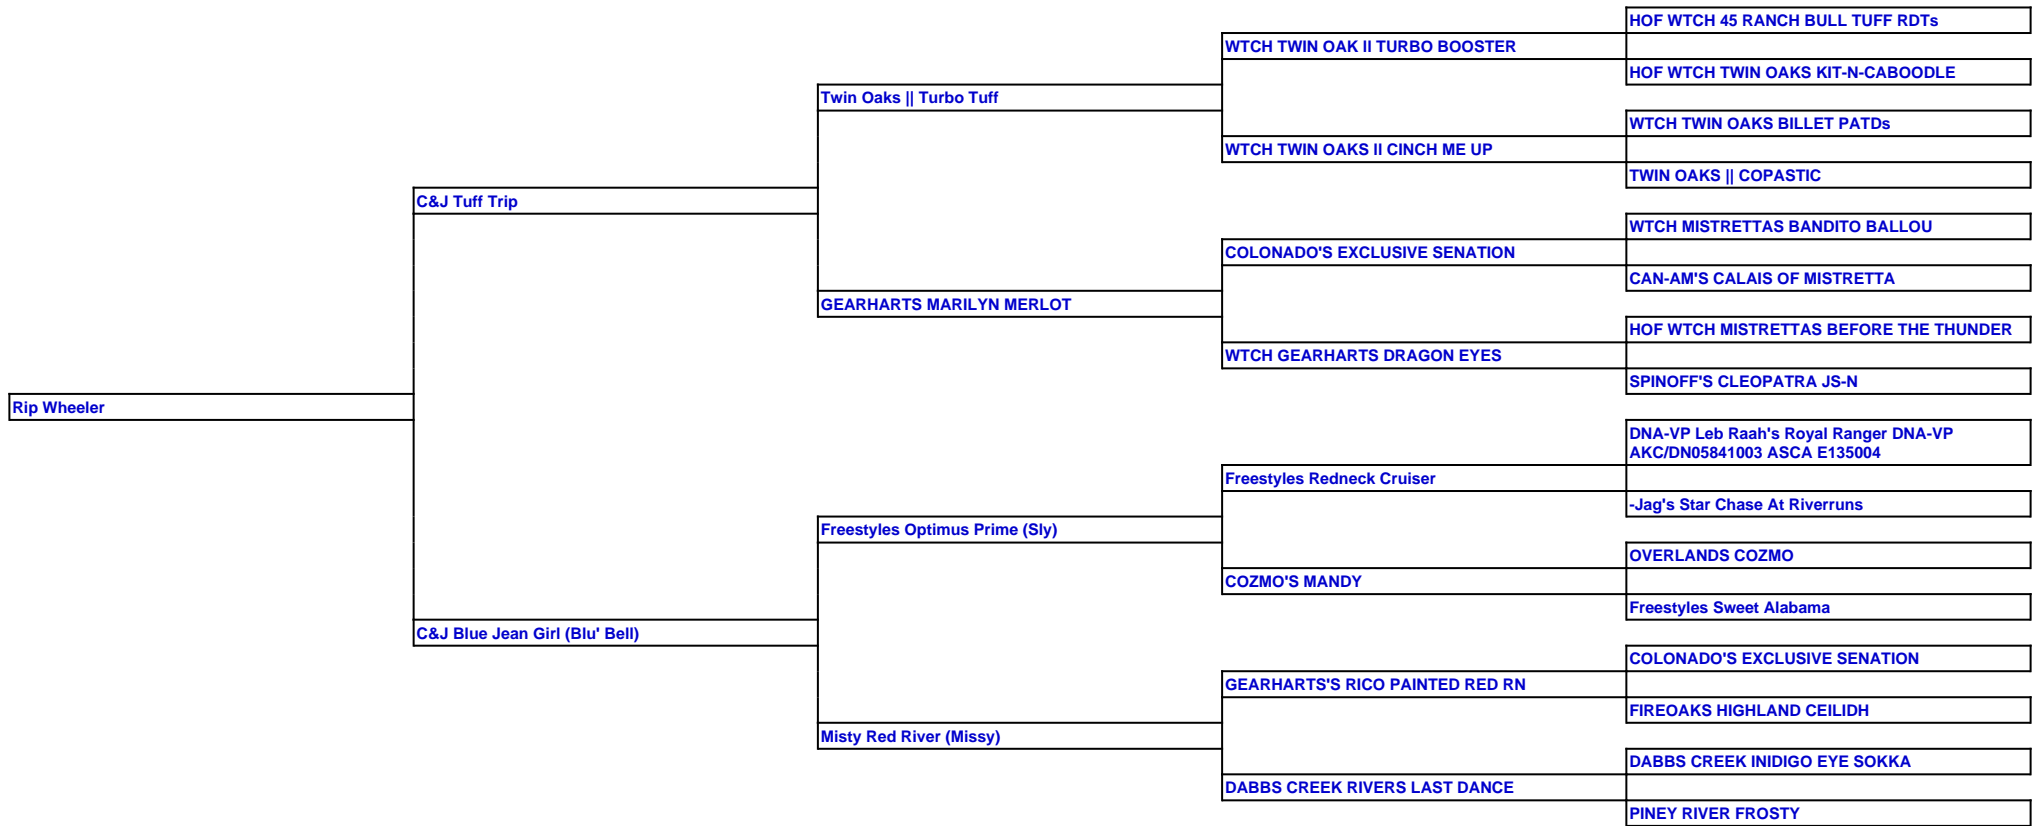 HOF WTCH 45 RANCH BULL TUFF RDTs
WTCH TWIN OAK II TURBO BOOSTER
HOF WTCH TWIN OAKS KIT-N-CABOODLE
Twin Oaks || Turbo Tuff
WTCH TWIN OAKS BILLET PATDs
WTCH TWIN OAKS II CINCH ME UP
TWIN OAKS || COPASTIC
C&J Tuff Trip
WTCH MISTRETTAS BANDITO BALLOU
COLONADO'S EXCLUSIVE SENATION
CAN-AM'S CALAIS OF MISTRETTA
GEARHARTS MARILYN MERLOT
HOF WTCH MISTRETTAS BEFORE THE THUNDER
WTCH GEARHARTS DRAGON EYES
SPINOFF'S CLEOPATRA JS-N
Rip Wheeler
DNA-VP Leb Raah's Royal Ranger DNA-VP
AKC/DN05841003 ASCA E135004
Freestyles Redneck Cruiser
-Jag's Star Chase At Riverruns
Freestyles Optimus Prime (Sly)
OVERLANDS COZMO
COZMO'S MANDY
Freestyles Sweet Alabama
C&J Blue Jean Girl (Blu' Bell)
COLONADO'S EXCLUSIVE SENATION
GEARHARTS'S RICO PAINTED RED RN
FIREOAKS HIGHLAND CEILIDH
Misty Red River (Missy)
DABBS CREEK INIDIGO EYE SOKKA
DABBS CREEK RIVERS LAST DANCE
PINEY RIVER FROSTY